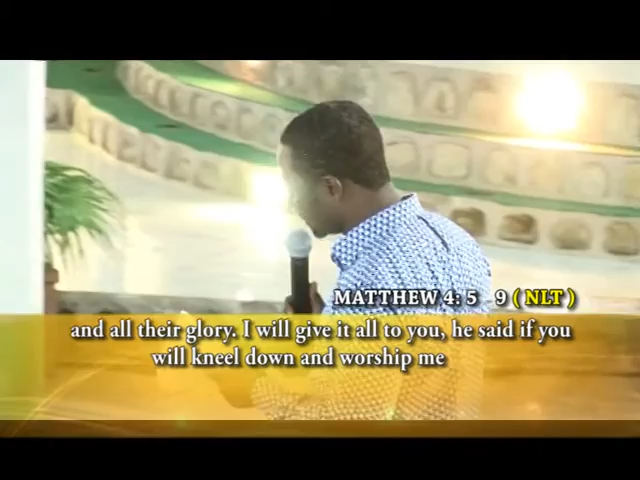 MATTHEW 4: 5 9 ( NLT )
and all their glory. I will give it all to you, he said if you
will kneel down and worship me